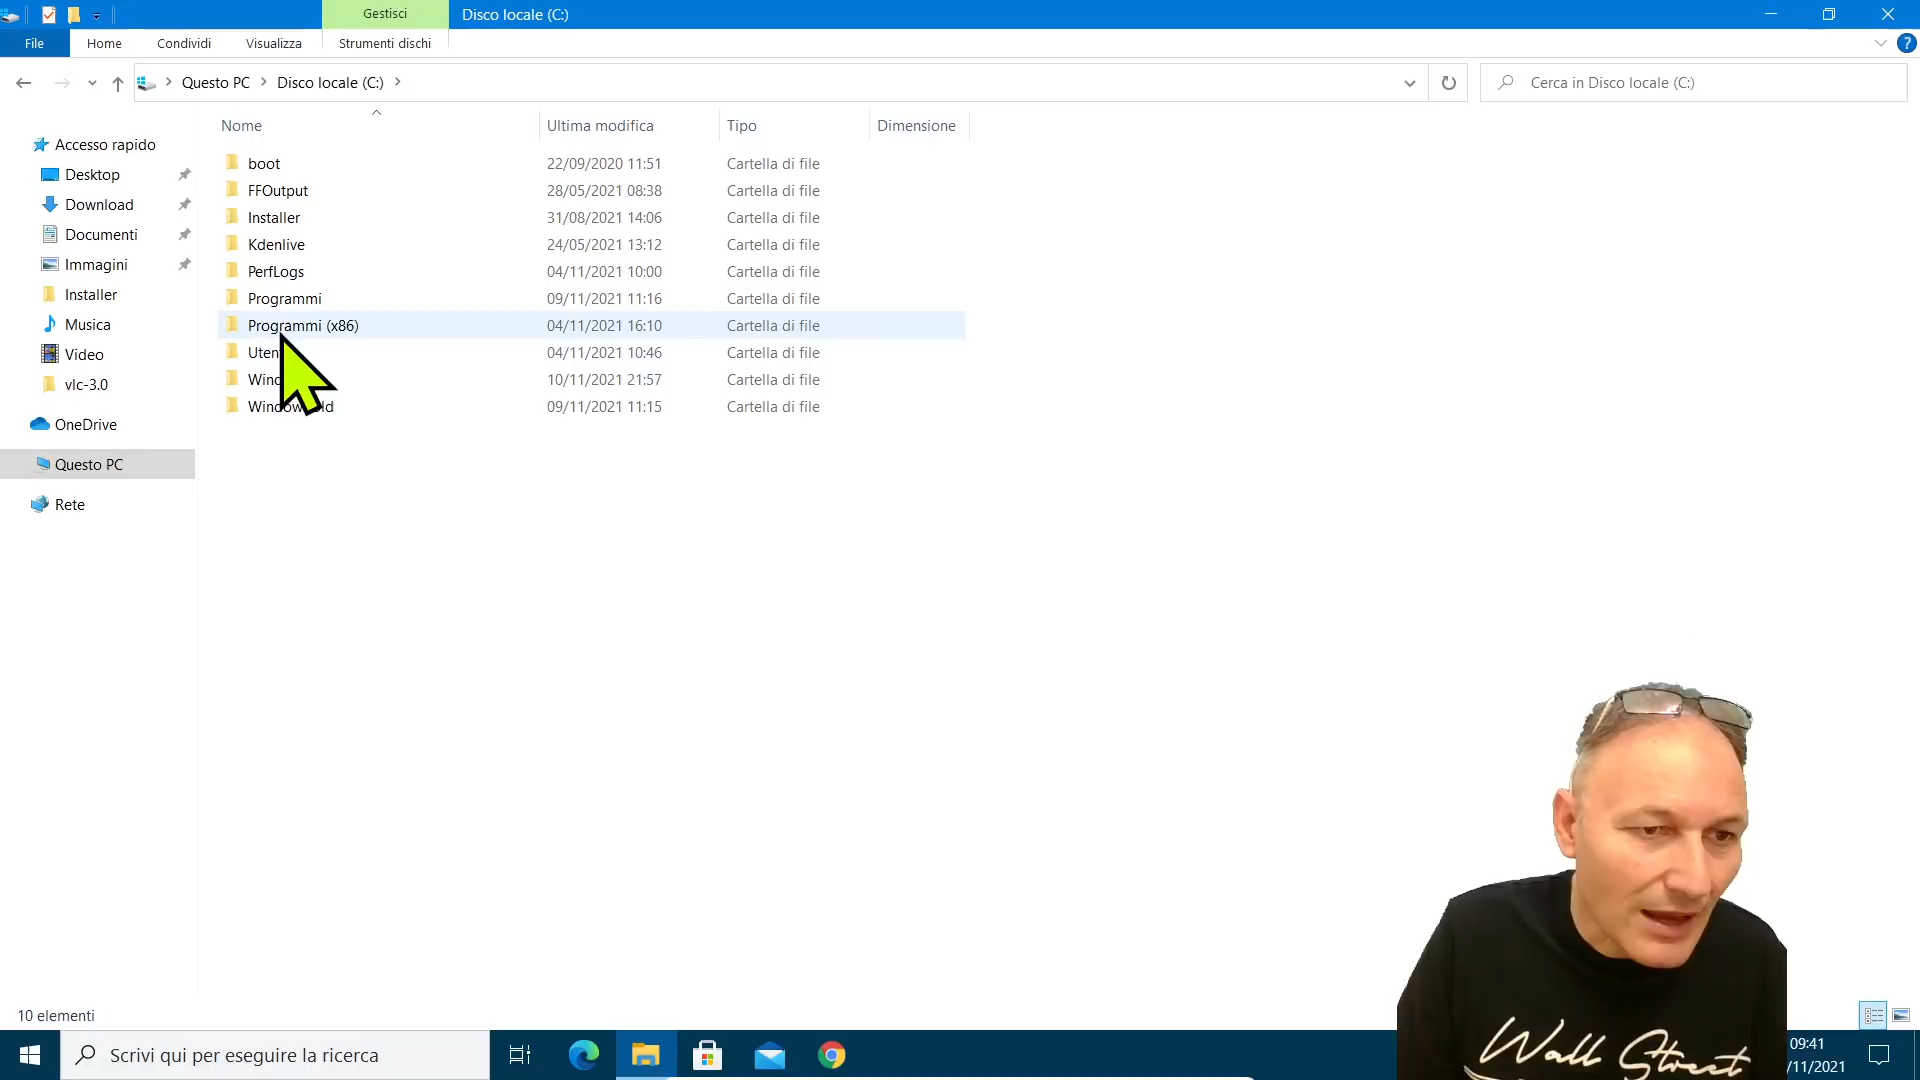 Gestisci
Disco locale (C:)
File
Home
Condividi
Visualizza
Strumenti dischi
?
Questo PC
Disco locale (C:)
Cerca in Disco locale (C:)
Nome
Ultima modifica
Tipo
Dimensione
Accesso rapido
Desktop
Download
Documenti
Immagini
Installer
Musica
Video
vlc-3.0
OneDrive
Questo PC
Rete
boot 22/09/2020 11:51 Cartella di file
FFOutput 28/05/2021 08:38 Cartella di file
Installer 31/08/2021 14:06 Cartella di file
Kdenlive 24/05/2021 13:12 Cartella di file
PerfLogs 04/11/2021 10:00 Cartella di file
Programmi 09/11/2021 11:16 Cartella di file
Programmi (x86) 04/11/2021 16:10 Cartella di file
04/11/2021 10:46 Cartella di file
10/11/2021 21:57 Cartella di file
09/11/2021 11:15 Cartella di file
10 elementi
Scrivi qui per eseguire la ricerca
Wall Street
09:41
/11/2021